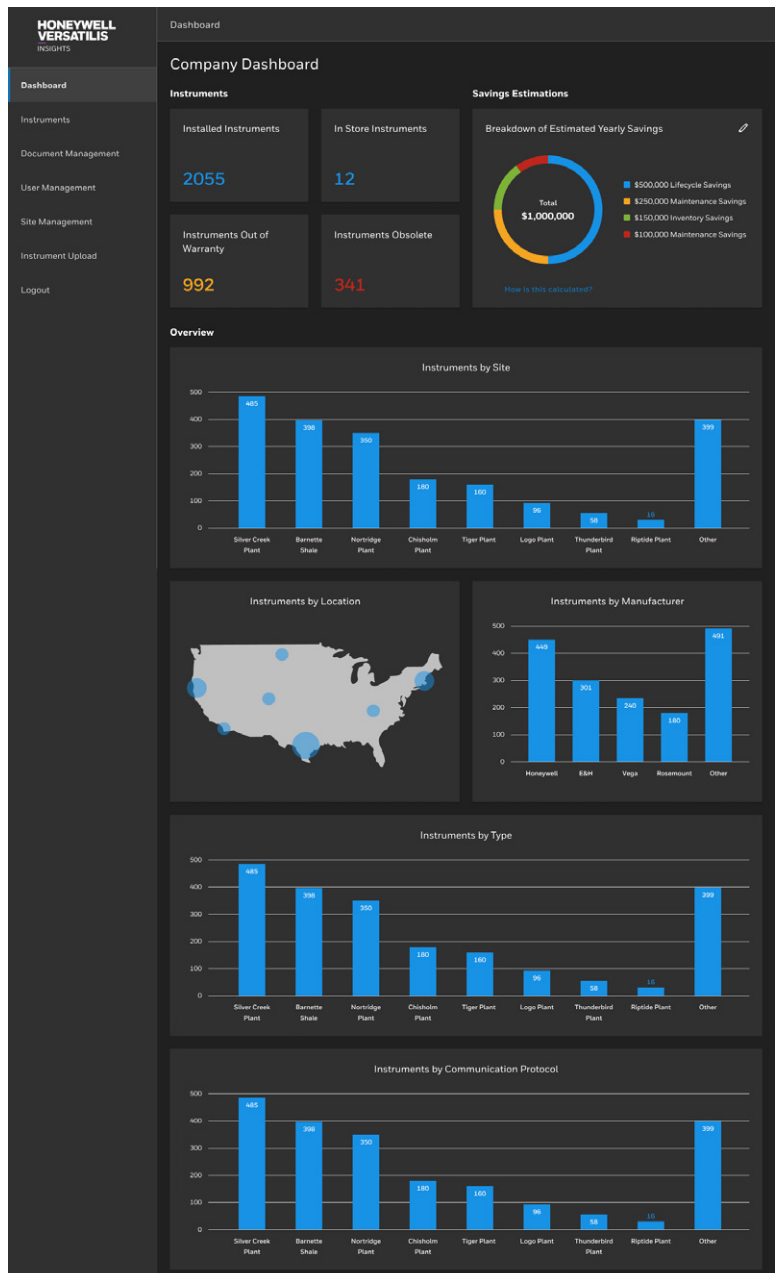 HONEYWELL
VERSATILIS
INSIGHTS
Dashboard
Instruments
Document Management
User Management
Site Management
Instrument Upload
Logout
Dashboard
Company Dashboard
Instruments
Installed Instruments
2055
In Store Instruments
12
Instruments Out of
Warranty
992
Instruments Obsolete
341
Savings Estimations
Breakdown of Estimated Yearly Savings
Total
$1,000,000
$500,000 Lifecycle Savings
$250,000 Maintenance Savings
$150,000 Inventory Savings
$100,000 Maintenance Savings
How is this calculated?
Overview
Instruments by Site
500
400
300
200
100
0
485
398
350
180
160
96
58
16
399
Silver Creek
Plant
Barnette
Shale
Nortridge
Plant
Chisholm
Plant
Tiger Plant
Logo Plant
Thunderbird
Plant
Riptide Plant
Other
Instruments by Location
Instruments by Manufacturer
500
400
300
200
100
0
449
301
240
180
491
Honeywell
E&H
Vega
Rosemount
Other
Instruments by Type
500
400
300
200
100
0
485
398
350
180
160
96
58
16
399
Silver Creek
Plant
Barnette
Shale
Nortridge
Plant
Chisholm
Plant
Tiger Plant
Logo Plant
Thunderbird
Plant
Riptide Plant
Other
Instruments by Communication Protocol
500
400
300
200
100
0
485
398
350
180
160
96
58
16
399
Silver Creek
Plant
Barnette
Shale
Nortridge
Plant
Chisholm
Plant
Tiger Plant
Logo Plant
Thunderbird
Plant
Riptide Plant
Other